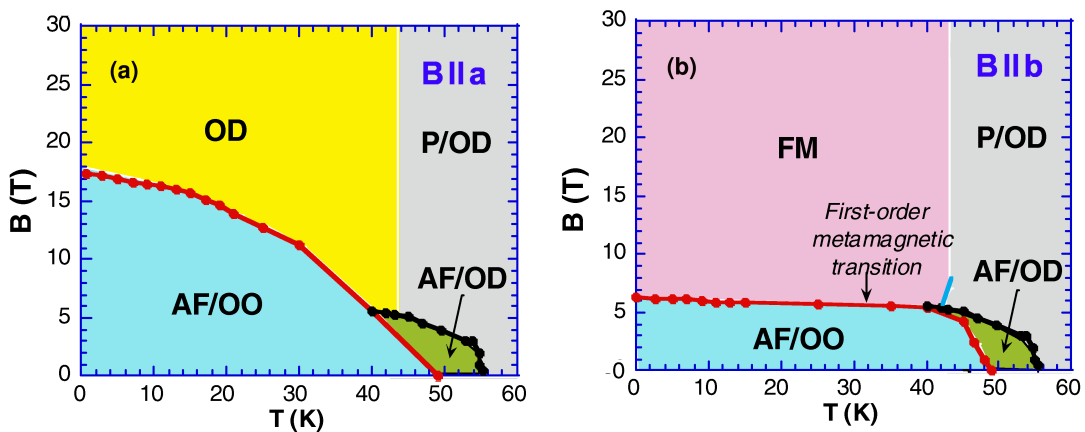 30
25
20
15
10
5
0
0
10
20
30
40
50
60
B (T)
T (K)
(a)
B II a
OD
P/OD
AF/OD
AF/OO
30
25
20
15
10
5
0
0
10
20
30
40
50
60
B (T)
T (K)
(b)
B II b
FM
P/OD
First-order
metamagnetic
transition
AF/OD
AF/OO